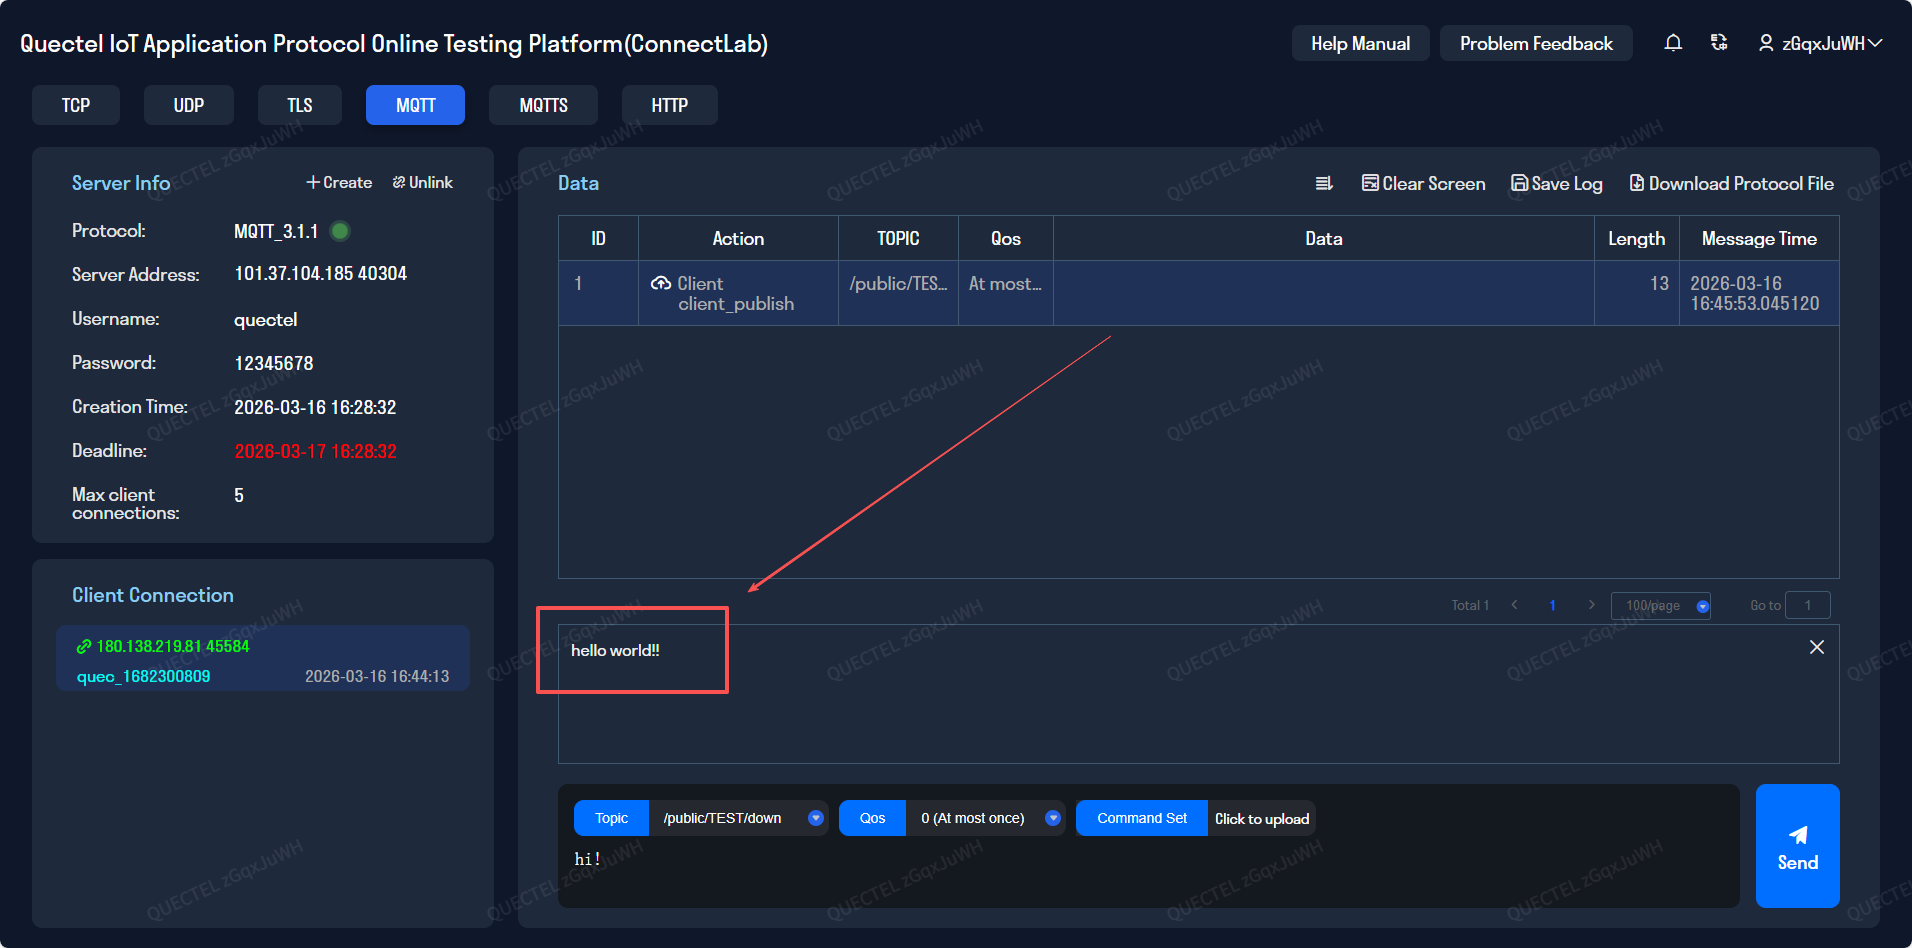 Quectel IoT Application Protocol Online Testing Platform(ConnectLab)
Help Manual
Problem Feedback
zGqxJuWH
TCP
UDP
TLS
MQTT
MQTTS
HTTP
Server Info
Create
Unlink
Protocol: MQTT_3.1.1
Server Address: 101.37.104.185 40304
Username: quectel
Password: 12345678
Creation Time: 2026-03-16 16:28:32
Deadline: 2026-03-17 16:28:32
Max client
connections: 5
Client Connection
180.138.219.81 45584
quec_1682300809 2026-03-16 16:44:13
Data
Clear Screen
Save Log
Download Protocol File
ID Action TOPIC Qos Data Length Message Time
1 Client
client_publish
/public/TES...
At most...
13
2026-03-16
16:45:53.045120
Total 1
1
100/page
Go to
1
hello world!!
Topic /public/TEST/down
Qos 0 (At most once)
Command Set Click to upload
hi!
Send
QUECTEL zGqxJuWH